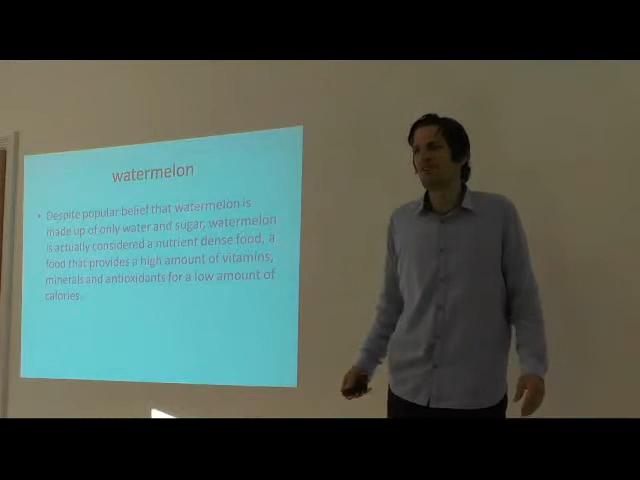 watermelon
• Despite popular belief that watermelon is
made up of only water and sugar, watermelon
is actually considered a nutrient dense food, a
food that provides a high amount of vitamins,
minerals and antioxidants for a low amount of
calories.